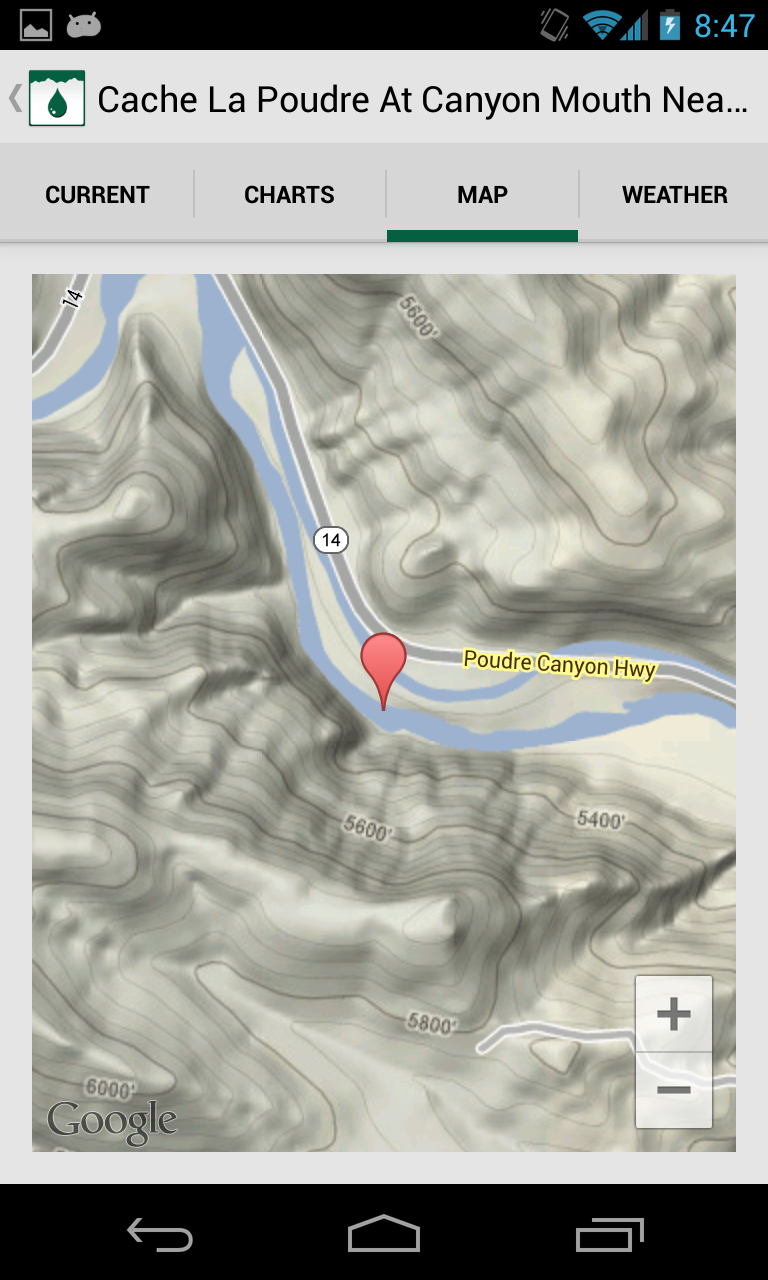 8:47
Cache La Poudre At Canyon Mouth Nea...
CURRENT
CHARTS
MAP
WEATHER
14
5600'
14
Poudre Canyon Hwy
5600'
5400'
5800'
6000'
Google